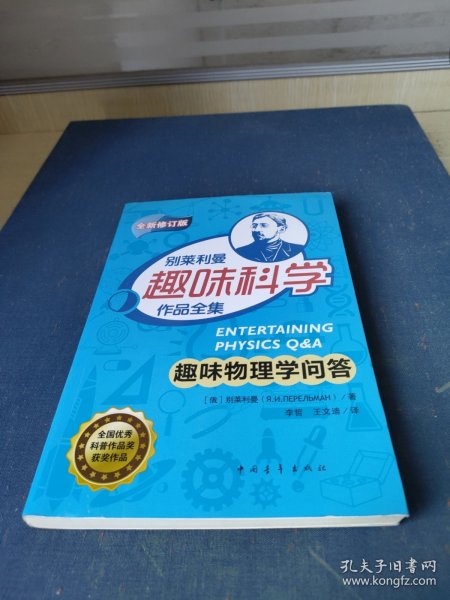 全新修订版
别莱利曼
趣味科学
作品全集
ENTERTAINING
PHYSICS Q&A
趣味物理学问答
[俄] 别莱利曼 (Я.И.ПЕРЕЛЬМАН) / 著
李哲 王文迪 / 译
全国优秀
科普作品奖
获奖作品
中国青年出版社
孔夫子旧书网
www.kongfz.com